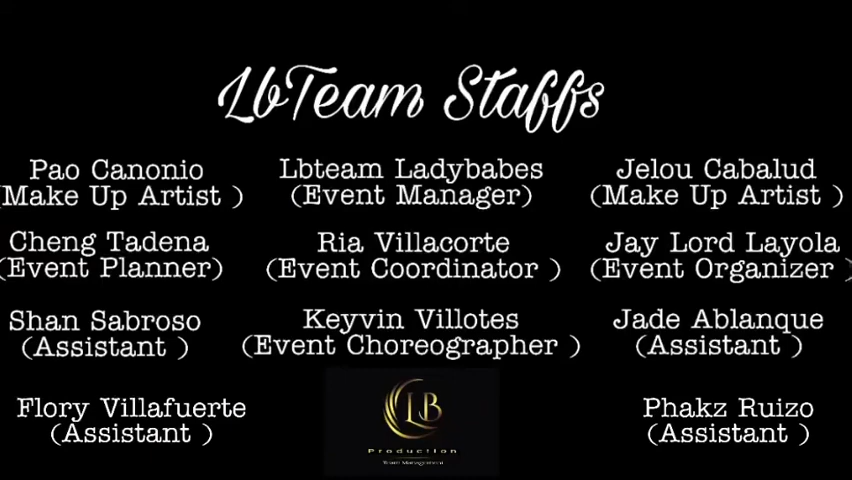 LbTeam Staffs
Pao Canonio
(Make Up Artist )
Lbteam Ladybabes
(Event Manager)
Jelou Cabalud
(Make Up Artist )
Cheng Tadena
(Event Planner)
Ria Villacorte
(Event Coordinator )
Jay Lord Layola
(Event Organizer )
Shan Sabroso
(Assistant )
Keyvin Villotes
(Event Choreographer )
Jade Ablanque
(Assistant )
Flory Villafuerte
(Assistant )
LB
Production
Team Management
Phakz Ruizo
(Assistant )